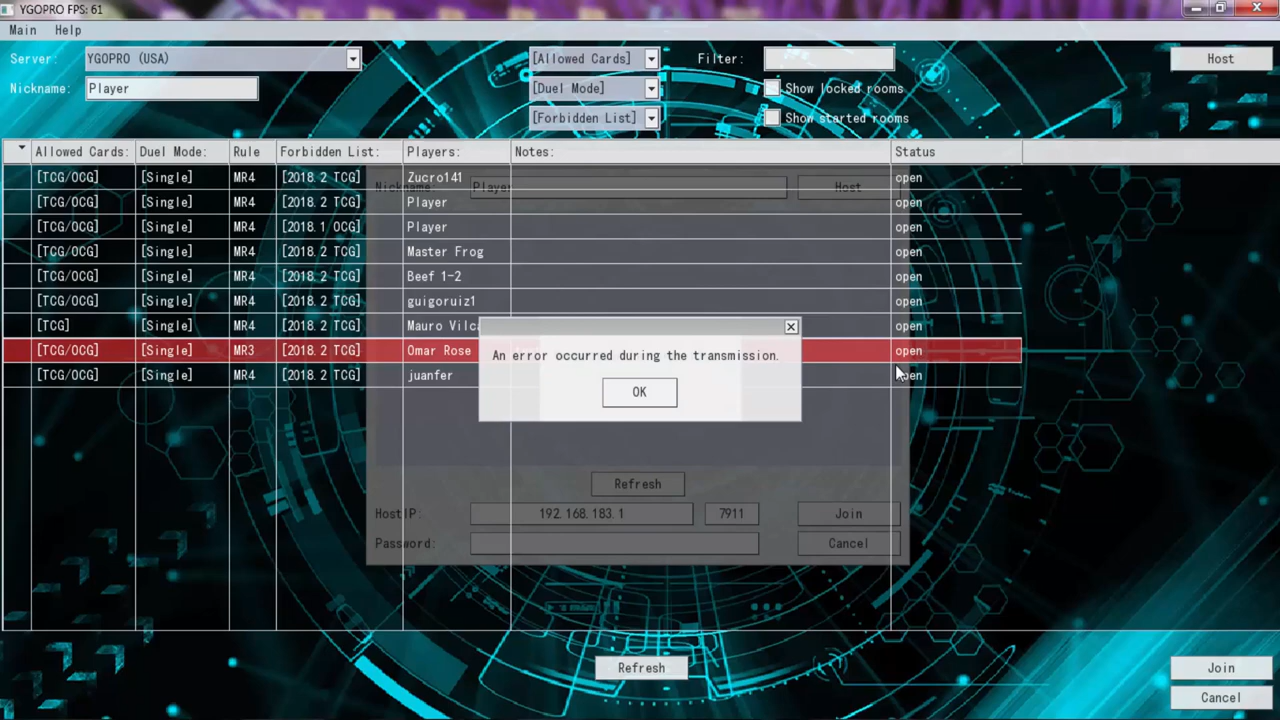 YGOPRO FPS: 61
Main Help
Server: YGOPRO (USA) [Allowed Cards] Filter: Host
Nickname: Player [Duel Mode] Show locked rooms
[Forbidden List] Show started rooms
Allowed Cards: Duel Mode: Rule Forbidden List: Players: Notes: Status
[TCG/OCG] [Single] MR4 [2018.2 TCG] Zucro141 open
Nickname: Player Host
[TCG/OCG] [Single] MR4 [2018.2 TCG] Player open
[TCG/OCG] [Single] MR4 [2018.1 OCG] Player open
[TCG/OCG] [Single] MR4 [2018.2 TCG] Master Frog open
[TCG/OCG] [Single] MR4 [2018.2 TCG] Beef 1-2 open
[TCG/OCG] [Single] MR4 [2018.2 TCG] guigoruiz1 open
[TCG] [Single] MR4 [2018.2 TCG] Mauro open
[TCG/OCG] [Single] MR3 [2018.2 TCG] Omar Rose open
An error occurred during the transmission.
[TCG/OCG] [Single] MR4 [2018.2 TCG] juanfer open
OK
Refresh
Host IP: 192.168.183.1 7911 Join
Password: Cancel
Refresh Join
Cancel